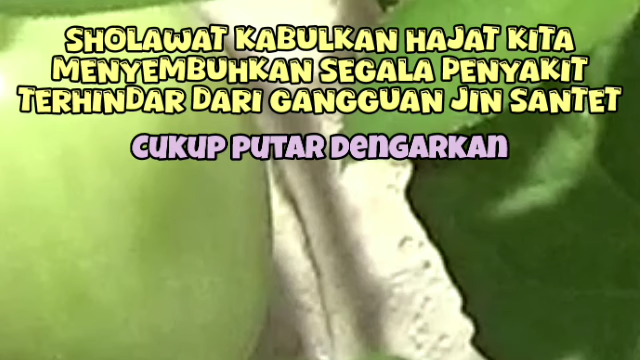 SHOLAWAT KABULKAN HAJAT KITA
MENYEMBUHKAN SEGALA PENYAKIT
TERHINDAR DARI GANGGUAN JIN SANTET
CUKUP PUTAR DENGARKAN